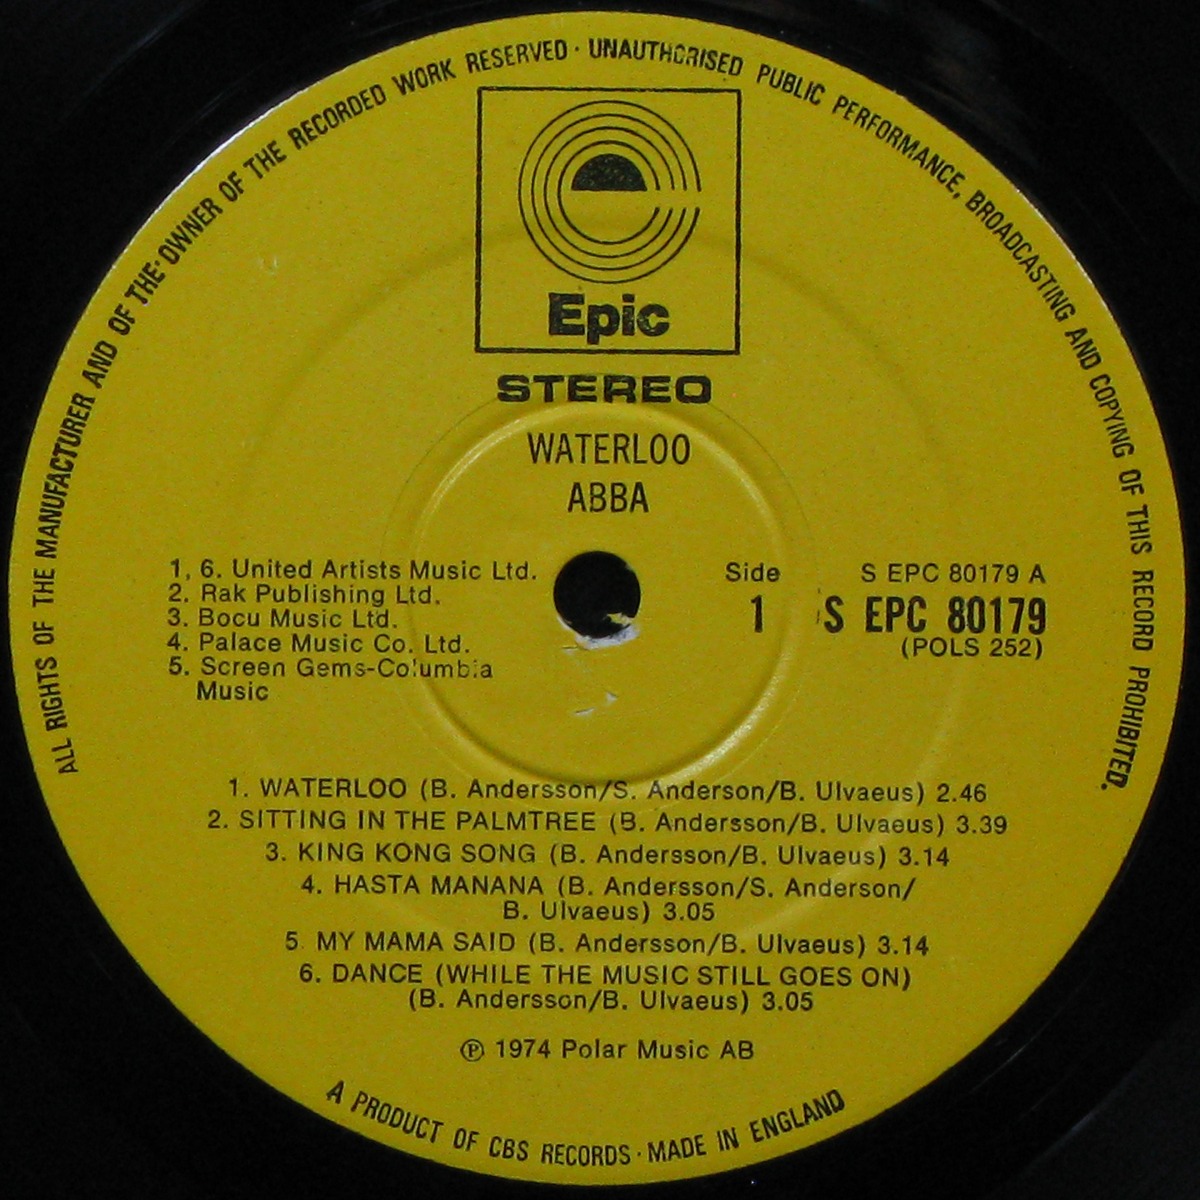 ALL RIGHTS OF THE MANUFACTURER AND OF THE OWNER OF THE RECORDED WORK RESERVED · UNAUTHORISED PUBLIC PERFORMANCE, BROADCASTING AND COPYING OF THIS RECORD PROHIBITED.
Epic
STEREO
WATERLOO
ABBA
1, 6. United Artists Music Ltd.
2. Rak Publishing Ltd.
3. Bocu Music Ltd.
4. Palace Music Co. Ltd.
5. Screen Gems-Columbia
Music
Side
1
S EPC 80179 A
S EPC 80179
(POLS 252)
1. WATERLOO (B. Andersson/S. Anderson/B. Ulvaeus) 2.46
2. SITTING IN THE PALMTREE (B. Andersson/B. Ulvaeus) 3.39
3. KING KONG SONG (B. Andersson/B. Ulvaeus) 3.14
4. HASTA MANANA (B. Andersson/S. Anderson/
B. Ulvaeus) 3.05
5. MY MAMA SAID (B. Andersson/B. Ulvaeus) 3.14
6. DANCE (WHILE THE MUSIC STILL GOES ON)
(B. Andersson/B. Ulvaeus) 3.05
℗ 1974 Polar Music AB
A PRODUCT OF CBS RECORDS · MADE IN ENGLAND